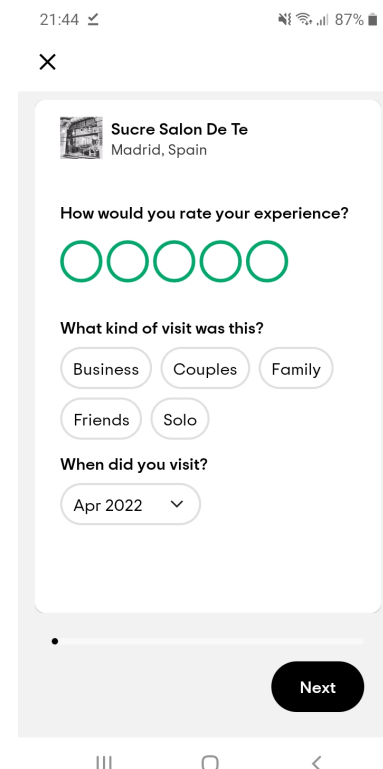 21:44 87%
Sucre Salon De Te
Madrid, Spain
How would you rate your experience?
What kind of visit was this?
Business Couples Family
Friends Solo
When did you visit?
Apr 2022
Next